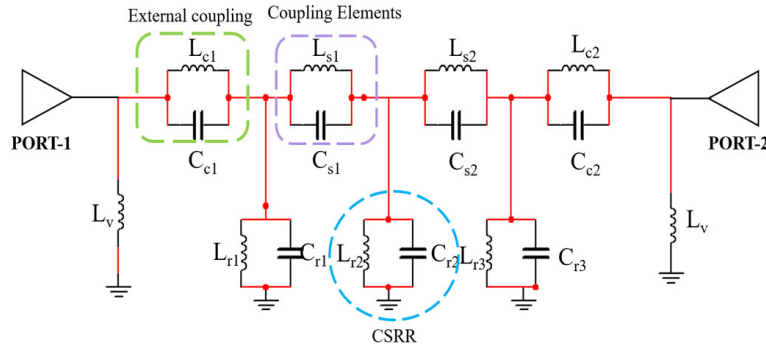 External coupling
Coupling Elements
Lc1
Ls1
Ls2
Lc2
PORT-1
Cc1
Cs1
Cs2
Cc2
PORT-2
Lv
Lr1
Cr1
Lr2
Cr2
Lr3
Cr3
Lv
CSRR